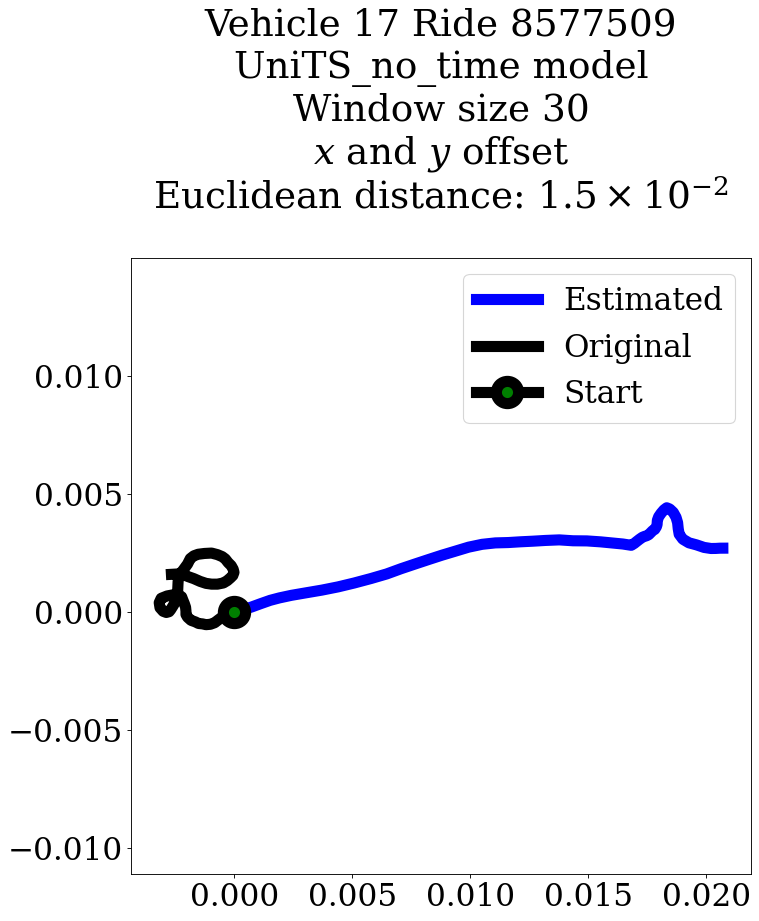 Vehicle 17 Ride 8577509
UniTS_no_time model
Window size 30
x and y offset
Euclidean distance: 1.5 × 10⁻²
Estimated
Original
Start
0.010
0.005
0.000
−0.005
−0.010
0.000 0.005 0.010 0.015 0.020